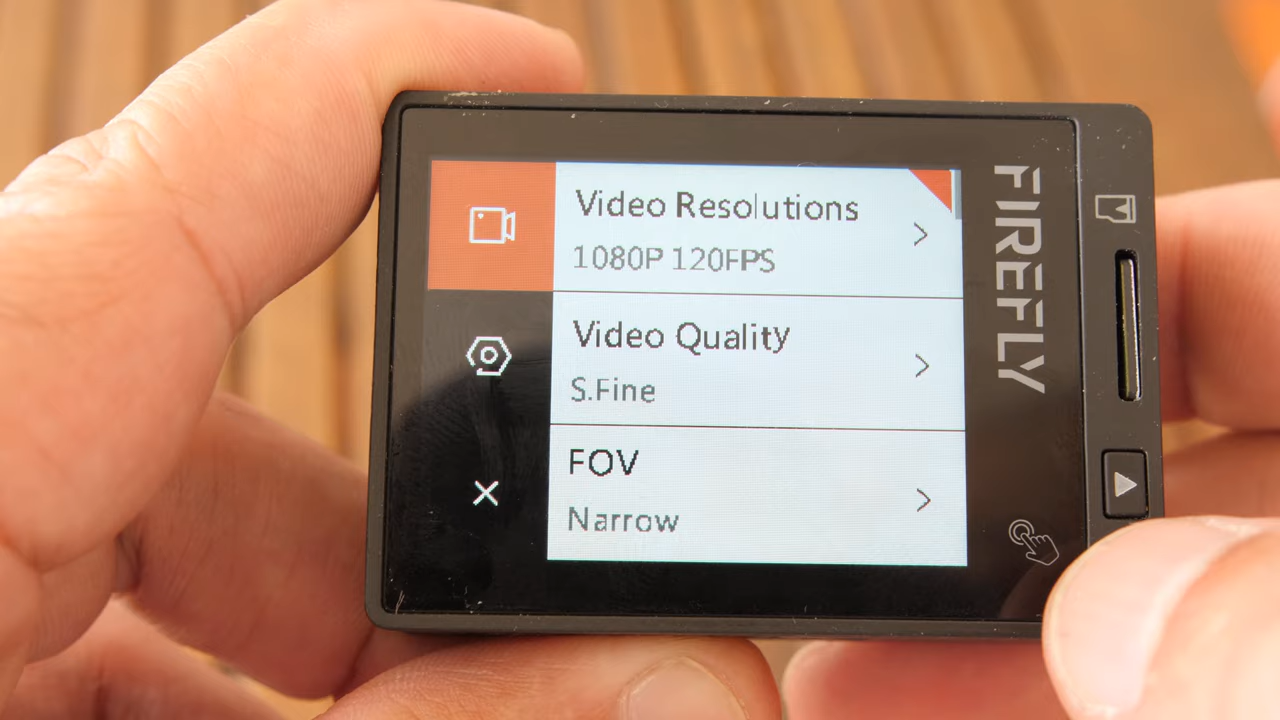 Video Resolutions
1080P 120FPS
Video Quality
S.Fine
FOV
Narrow
FIREFLY